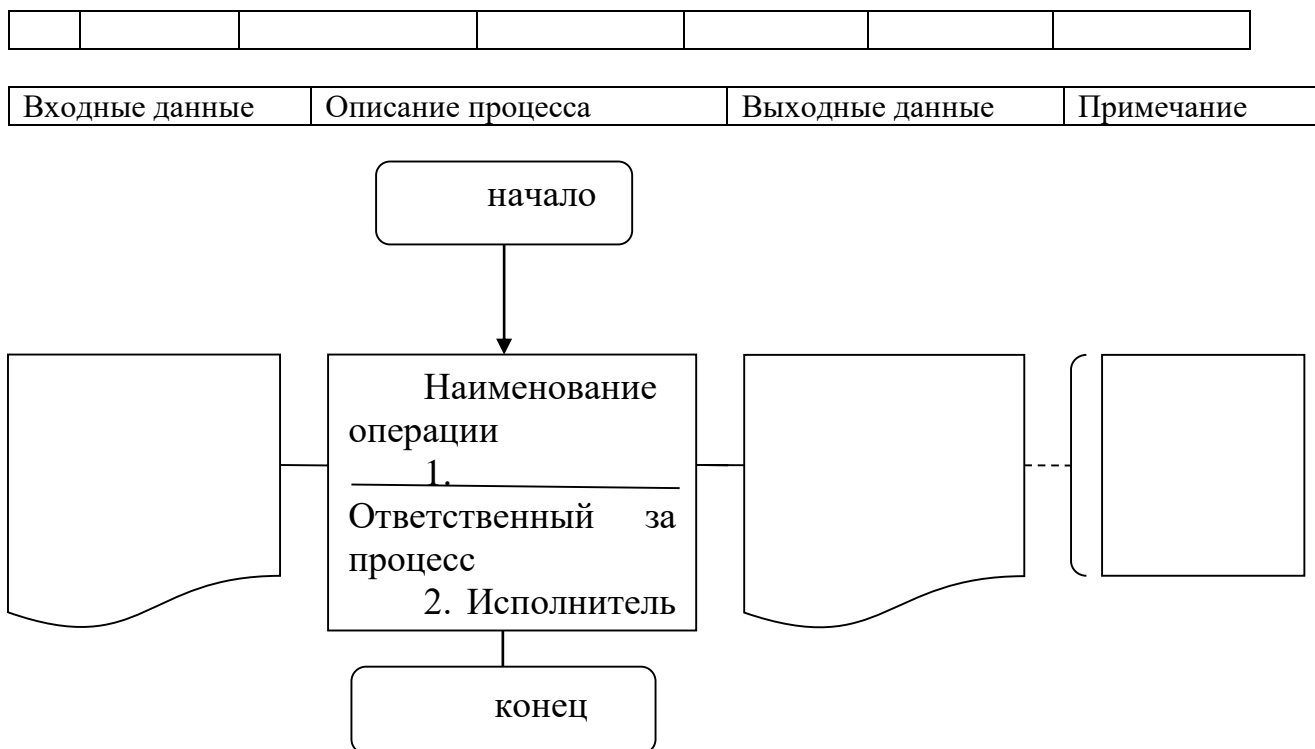 Входные данные Описание процесса Выходные данные Примечание
начало
Наименование
операции
1.
Ответственный за
процесс
2. Исполнитель
конец